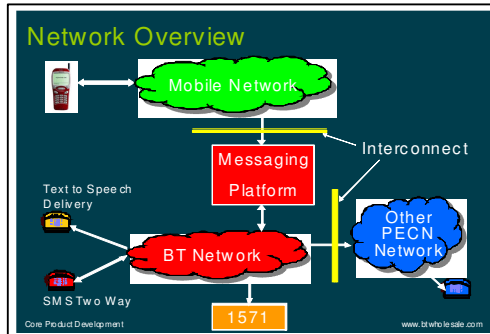 Network Overview
Mobile Network
Interconnect
Messaging
Platform
Text to Speech
Delivery
Other
PECN
Network
BT Network
SMS Two Way
1571
Core Product Development
www.btwholesale.com